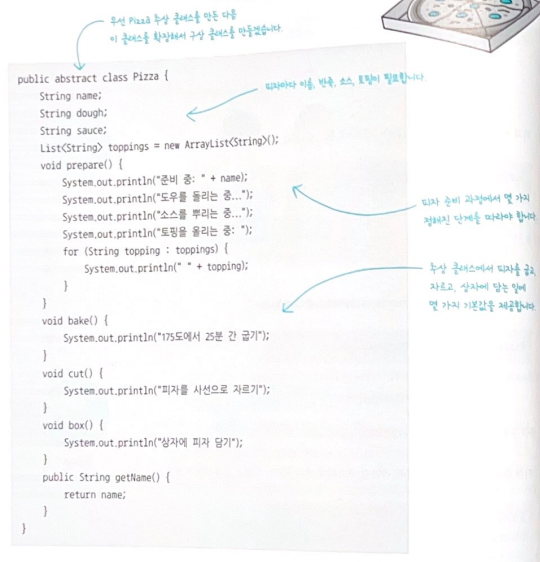 우선 Pizza 추상 클래스를 만든 다음
이 클래스를 확장해서 구상 클래스를 만들겠습니다.
public abstract class Pizza {
String name;
String dough;
String sauce;
List<String> toppings = new ArrayList<String>();
피자마다 이름, 반죽, 소스, 토핑이 필요합니다.
void prepare() {
System.out.println("준비 중: " + name);
System.out.println("도우를 돌리는 중...");
System.out.println("소스를 뿌리는 중...");
System.out.println("토핑을 올리는 중: ");
for (String topping : toppings) {
System.out.println(" " + topping);
}
}
피자 준비 과정에서 몇 가지
정해진 단계를 따라야 합니다.
void bake() {
System.out.println("175도에서 25분 간 굽기");
}
void cut() {
System.out.println("피자를 사선으로 자르기");
}
void box() {
System.out.println("상자에 피자 담기");
}
추상 클래스에서 피자를 굽고,
자르고, 상자에 담는 일에
몇 가지 기본값을 제공합니다.
public String getName() {
return name;
}
}